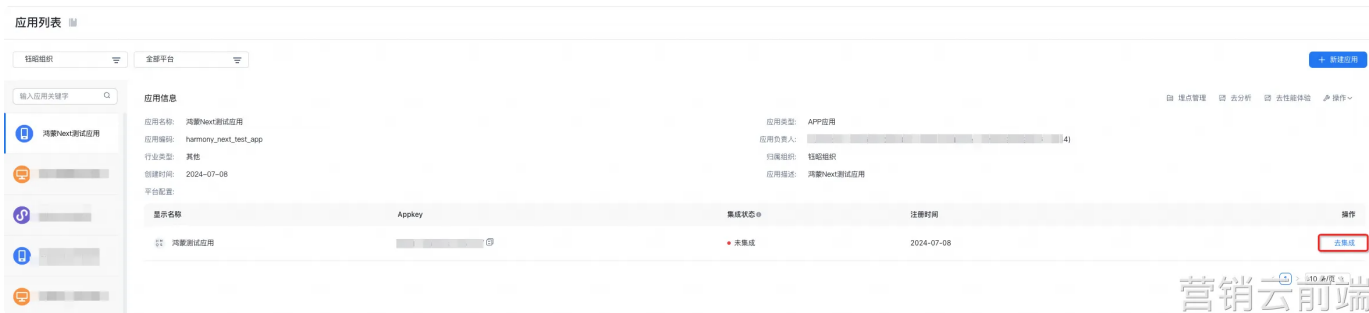 应用列表
钰昭组织 全部平台 + 新建应用
输入应用关键字 应用信息 埋点管理 去分析 去性能体验 操作
鸿蒙Next测试应用
应用名称: 鸿蒙Next测试应用 应用类型: APP应用
应用编码: harmony_next_test_app 应用负责人: 4)
行业类型: 其他 归属组织: 钰昭组织
创建时间: 2024-07-08 应用描述: 鸿蒙Next测试应用
平台配置:
显示名称 Appkey 集成状态 注册时间 操作
鸿蒙测试应用 未集成 2024-07-08 去集成
10 条/页
营销云前端